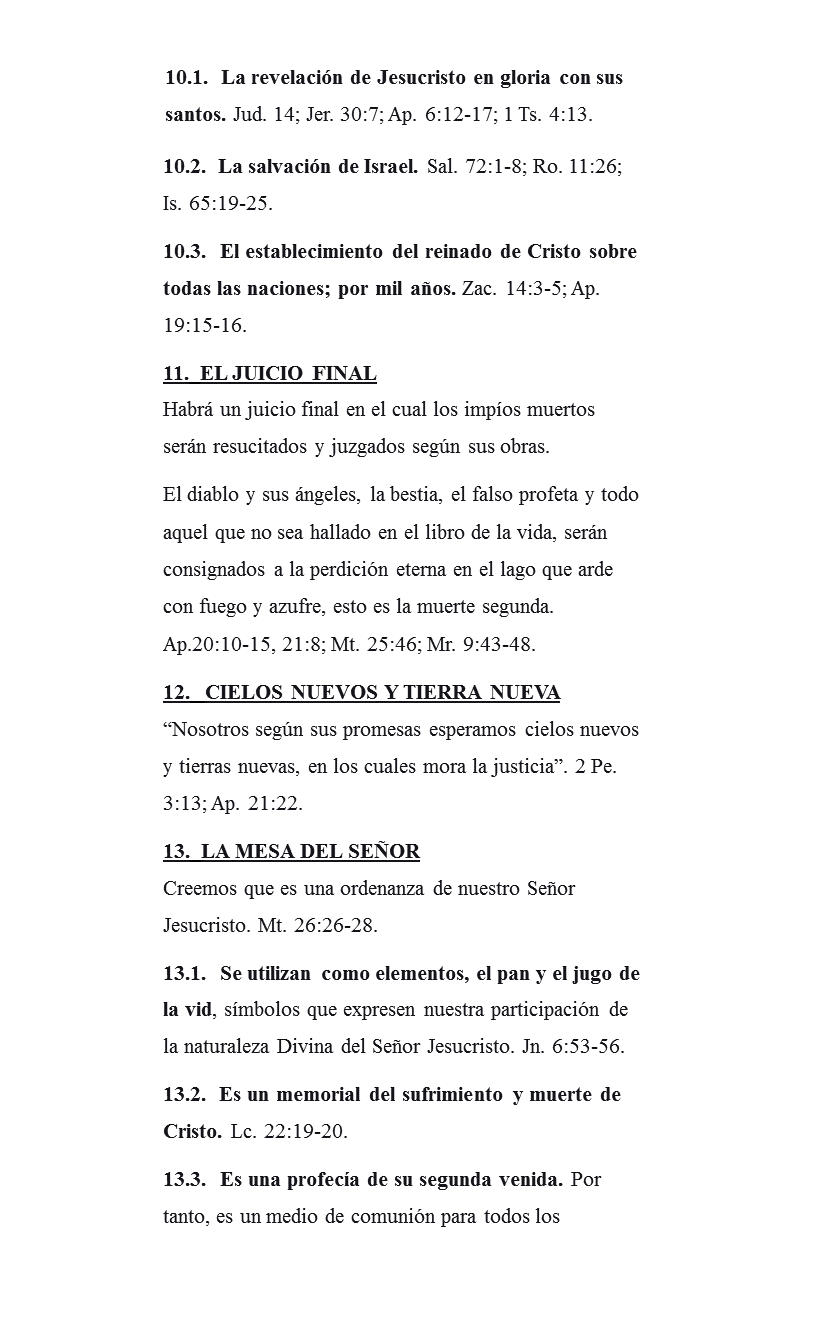 10.1. La revelación de Jesucristo en gloria con sus
santos. Jud. 14; Jer. 30:7; Ap. 6:12-17; 1 Ts. 4:13.
10.2. La salvación de Israel. Sal. 72:1-8; Ro. 11:26;
Is. 65:19-25.
10.3. El establecimiento del reinado de Cristo sobre
todas las naciones; por mil años. Zac. 14:3-5; Ap.
19:15-16.
11. EL JUICIO FINAL
Habrá un juicio final en el cual los impíos muertos
serán resucitados y juzgados según sus obras.
El diablo y sus ángeles, la bestia, el falso profeta y todo
aquel que no sea hallado en el libro de la vida, serán
consignados a la perdición eterna en el lago que arde
con fuego y azufre, esto es la muerte segunda.
Ap.20:10-15, 21:8; Mt. 25:46; Mr. 9:43-48.
12. CIELOS NUEVOS Y TIERRA NUEVA
“Nosotros según sus promesas esperamos cielos nuevos
y tierras nuevas, en los cuales mora la justicia”. 2 Pe.
3:13; Ap. 21:22.
13. LA MESA DEL SEÑOR
Creemos que es una ordenanza de nuestro Señor
Jesucristo. Mt. 26:26-28.
13.1. Se utilizan como elementos, el pan y el jugo de
la vid, símbolos que expresen nuestra participación de
la naturaleza Divina del Señor Jesucristo. Jn. 6:53-56.
13.2. Es un memorial del sufrimiento y muerte de
Cristo. Lc. 22:19-20.
13.3. Es una profecía de su segunda venida. Por
tanto, es un medio de comunión para todos los